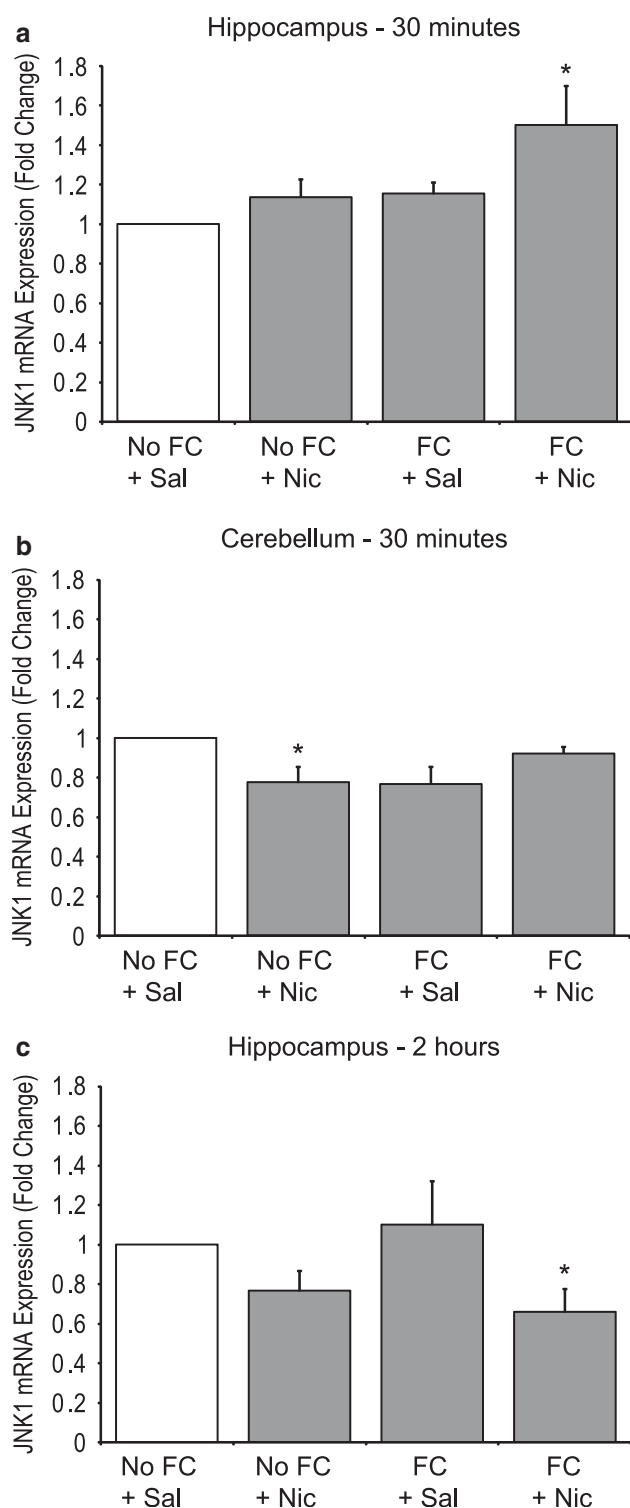 a
Hippocampus - 30 minutes
JNK1 mRNA Expression (Fold Change)
1.8
1.6
1.4
1.2
1
0.8
0.6
0.4
0.2
0
*
No FC No FC FC FC
+ Sal + Nic + Sal + Nic
b
Cerebellum - 30 minutes
JNK1 mRNA Expression (Fold Change)
1.8
1.6
1.4
1.2
1
0.8
0.6
0.4
0.2
0
*
No FC No FC FC FC
+ Sal + Nic + Sal + Nic
c
Hippocampus - 2 hours
JNK1 mRNA Expression (Fold Change)
1.8
1.6
1.4
1.2
1
0.8
0.6
0.4
0.2
0
*
No FC No FC FC FC
+ Sal + Nic + Sal + Nic